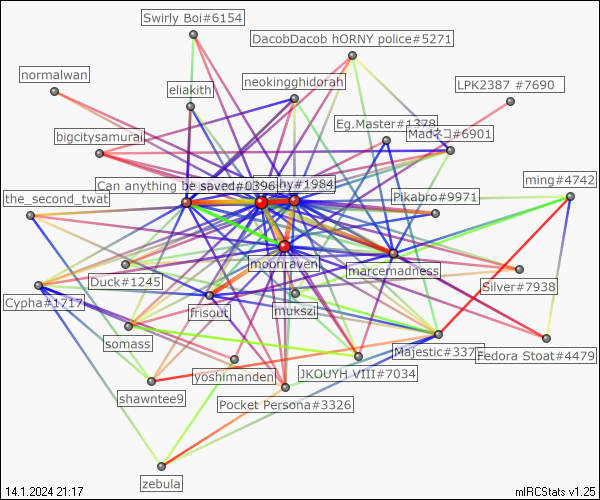 Swirly Boi#6154
DacobDacob hORNY police#5271
normalwan
neokingghidorah
LPK2387 #7690
eliakith
Eg.Master#1378
Madネコ#6901
bigcitysamurai
ming#4742
Can anything be saved#0396
hy#1984
Pikabro#9971
the_second_twat
moonraven
marcemadness
Duck#1245
Silver#7938
Cypha#1717
frisout
mukszi
somass
Majestic#337
Fedora Stoat#4479
yoshimanden
JKOUYH VIII#7034
shawntee9
Pocket Persona#3326
zebula
14.1.2024 21:17
mIRCStats v1.25